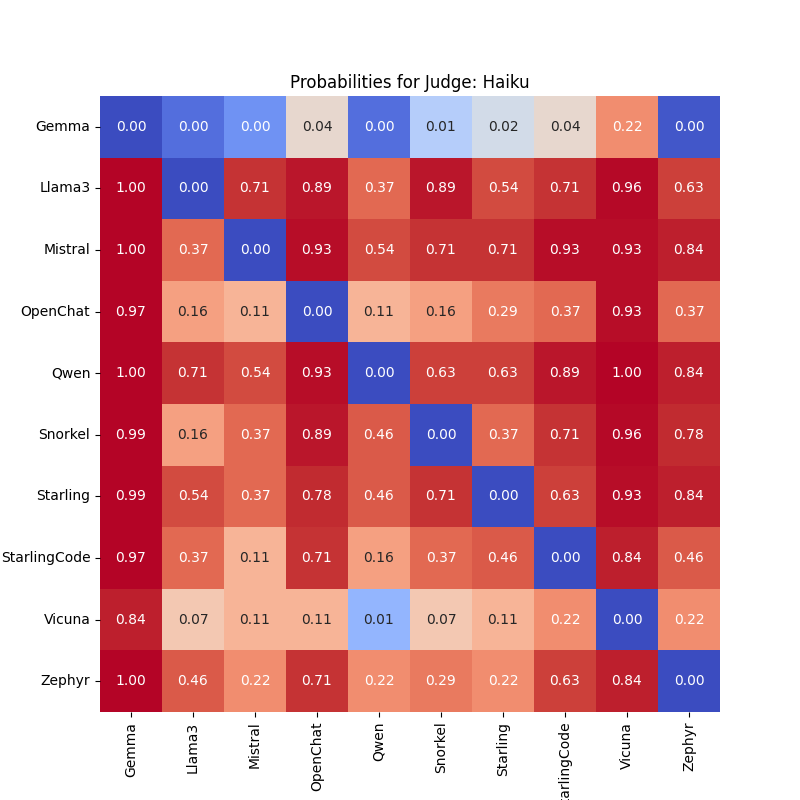 Probabilities for Judge: Haiku
Gemma 0.00 0.00 0.00 0.04 0.00 0.01 0.02 0.04 0.22 0.00
Llama3 1.00 0.00 0.71 0.89 0.37 0.89 0.54 0.71 0.96 0.63
Mistral 1.00 0.37 0.00 0.93 0.54 0.71 0.71 0.93 0.93 0.84
OpenChat 0.97 0.16 0.11 0.00 0.11 0.16 0.29 0.37 0.93 0.37
Qwen 1.00 0.71 0.54 0.93 0.00 0.63 0.63 0.89 1.00 0.84
Snorkel 0.99 0.16 0.37 0.89 0.46 0.00 0.37 0.71 0.96 0.78
Starling 0.99 0.54 0.37 0.78 0.46 0.71 0.00 0.63 0.93 0.84
StarlingCode 0.97 0.37 0.11 0.71 0.16 0.37 0.46 0.00 0.84 0.46
Vicuna 0.84 0.07 0.11 0.11 0.01 0.07 0.11 0.22 0.00 0.22
Zephyr 1.00 0.46 0.22 0.71 0.22 0.29 0.22 0.63 0.84 0.00
Gemma Llama3 Mistral OpenChat Qwen Snorkel Starling arlingCode Vicuna Zephyr